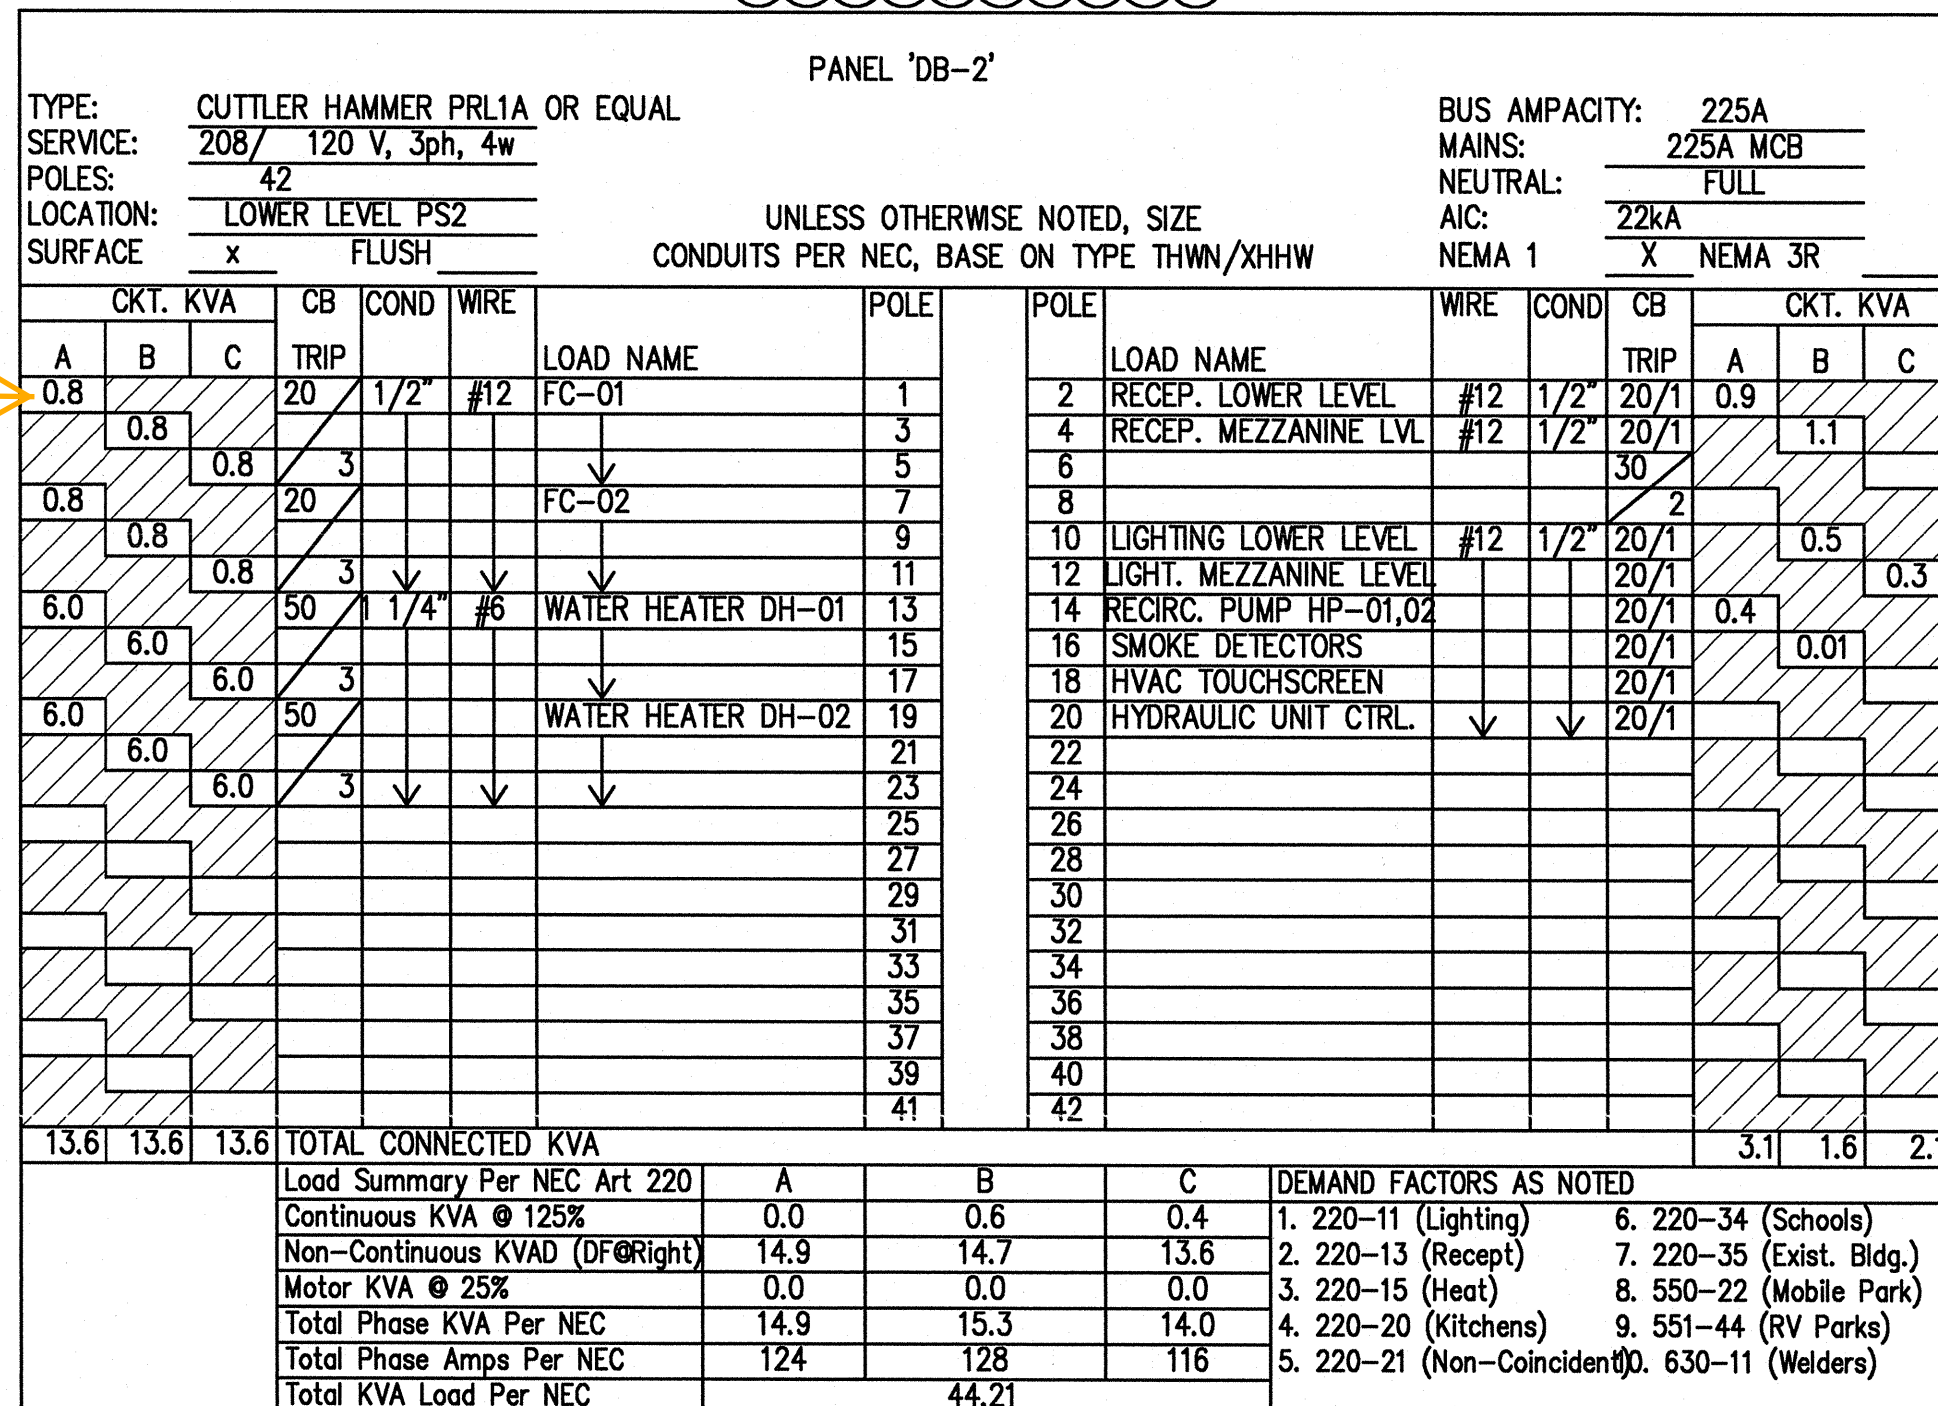 PANEL 'DB-2'
TYPE: CUTTLER HAMMER PRL1A OR EQUAL BUS AMPACITY: 225A
SERVICE: 208/ 120 V, 3ph, 4w MAINS: 225A MCB
POLES: 42 NEUTRAL: FULL
LOCATION: LOWER LEVEL PS2 UNLESS OTHERWISE NOTED, SIZE AIC: 22kA
SURFACE x FLUSH CONDUITS PER NEC, BASE ON TYPE THWN/XHHW NEMA 1 X NEMA 3R
CKT. KVA CB COND WIRE POLE POLE WIRE COND CB CKT. KVA
A B C TRIP LOAD NAME LOAD NAME TRIP A B C
0.8 20 1/2" #12 FC-01 1 2 RECEP. LOWER LEVEL #12 1/2" 20/1 0.9
0.8 3 4 RECEP. MEZZANINE LVL #12 1/2" 20/1 1.1
0.8 3 5 6 30
0.8 20 FC-02 7 8 2
0.8 9 10 LIGHTING LOWER LEVEL #12 1/2" 20/1 0.5
0.8 3 11 12 LIGHT. MEZZANINE LEVEL 20/1 0.3
6.0 50 1 1/4" #6 WATER HEATER DH-01 13 14 RECIRC. PUMP HP-01,02 20/1 0.4
6.0 15 16 SMOKE DETECTORS 20/1 0.01
6.0 3 17 18 HVAC TOUCHSCREEN 20/1
6.0 50 WATER HEATER DH-02 19 20 HYDRAULIC UNIT CTRL. 20/1
6.0 21 22
6.0 3 23 24
25 26
27 28
29 30
31 32
33 34
35 36
37 38
39 40
41 42
13.6 13.6 13.6 TOTAL CONNECTED KVA 3.1 1.6
Load Summary Per NEC Art 220 A B C DEMAND FACTORS AS NOTED
Continuous KVA @ 125% 0.0 0.6 0.4 1. 220-11 (Lighting) 6. 220-34 (Schools)
Non-Continuous KVAD (DF@Right) 14.9 14.7 13.6 2. 220-13 (Recept) 7. 220-35 (Exist. Bldg.)
Motor KVA @ 25% 0.0 0.0 0.0 3. 220-15 (Heat) 8. 550-22 (Mobile Park)
Total Phase KVA Per NEC 14.9 15.3 14.0 4. 220-20 (Kitchens) 9. 551-44 (RV Parks)
Total Phase Amps Per NEC 124 128 116 5. 220-21 (Non-Coincident) 10. 630-11 (Welders)
Total KVA Load Per NEC 44.21